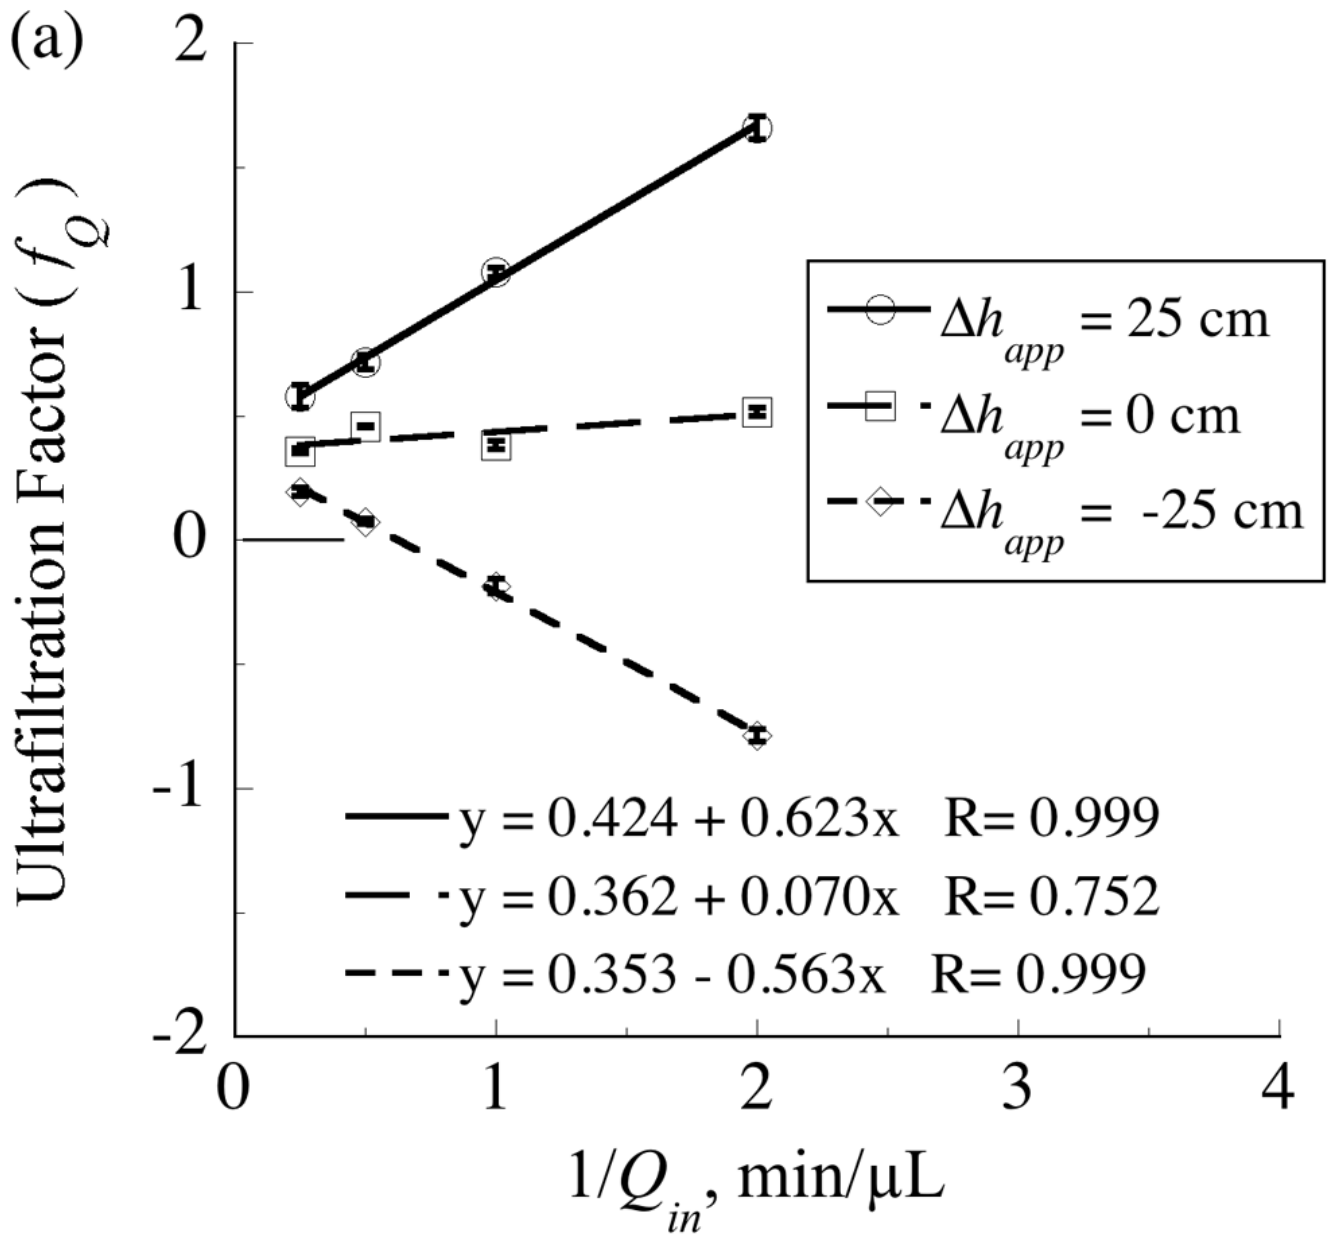 (a)
Ultrafiltration Factor ( f_Q )
2
1
0
-1
-2
Δh_app = 25 cm
Δh_app = 0 cm
Δh_app = -25 cm
y = 0.424 + 0.623x R= 0.999
y = 0.362 + 0.070x R= 0.752
y = 0.353 - 0.563x R= 0.999
0 1 2 3 4
1/Q_in, min/μL